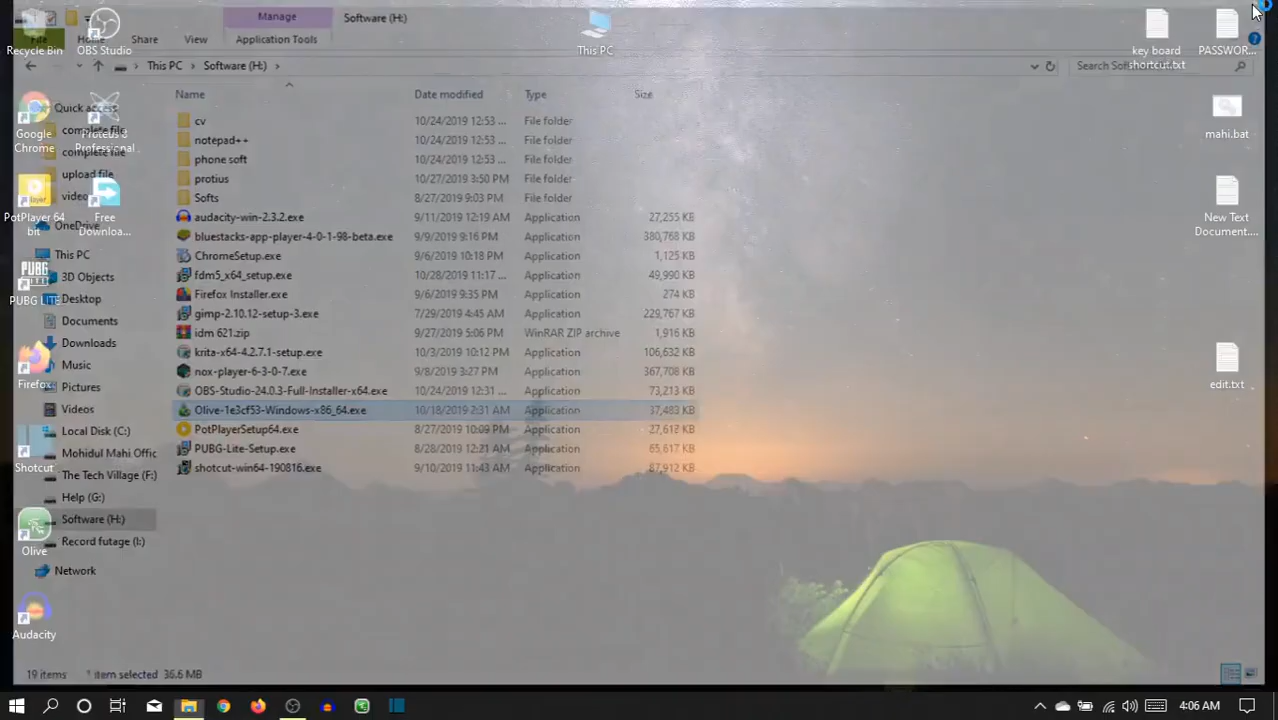 Manage
Software (H:)
File
Home
Share
View
Application Tools
This PC
Software (H:)
Name
Date modified
Type
Size
cv
10/24/2019 12:53 ...
File folder
notepad++
10/24/2019 12:53 ...
File folder
phone soft
10/24/2019 12:53 ...
File folder
protius
10/27/2019 3:50 PM
File folder
Softs
8/27/2019 9:03 PM
File folder
audacity-win-2.3.2.exe
9/11/2019 12:19 AM
Application
27,255 KB
bluestacks-app-player-4-0-1-98-beta.exe
9/9/2019 9:16 PM
Application
380,768 KB
ChromeSetup.exe
9/6/2019 10:18 PM
Application
1,125 KB
fdm5_x64_setup.exe
10/28/2019 11:17 ...
Application
49,990 KB
Firefox Installer.exe
9/6/2019 9:35 PM
Application
274 KB
gimp-2.10.12-setup-3.exe
7/29/2019 4:45 AM
Application
229,767 KB
idm 621.zip
9/27/2019 5:06 PM
WinRAR ZIP archive
1,916 KB
krita-x64-4.2.7.1-setup.exe
10/3/2019 10:12 PM
Application
106,632 KB
nox-player-6-3-0-7.exe
9/8/2019 3:27 PM
Application
367,708 KB
OBS-Studio-24.0.3-Full-Installer-x64.exe
10/24/2019 12:31 ...
Application
73,213 KB
Olive-1e3cf53-Windows-x86_64.exe
10/18/2019 2:31 AM
Application
37,483 KB
PotPlayerSetup64.exe
8/27/2019 10:09 PM
Application
27,612 KB
PUBG-Lite-Setup.exe
8/28/2019 12:21 AM
Application
65,617 KB
shotcut-win64-190816.exe
9/10/2019 11:43 AM
Application
87,912 KB
Quick access
complete file
complete file
upload file
video
OneDrive
This PC
3D Objects
Desktop
Documents
Downloads
Music
Pictures
Videos
Local Disk (C:)
Mohidul Mahi Offic
The Tech Village (F:)
Help (G:)
Software (H:)
Record futage (I:)
Network
19 items
1 item selected 36.6 MB
Recycle Bin
OBS Studio
Google
Chrome
Proteus 8
Professional ...
PotPlayer 64
bit
Free
Downloa...
PUBG LITE
Firefox
Shotcut
Olive
Audacity
This PC
key board
shortcut.txt
PASSWOR...
mahi.bat
New Text
Document....
edit.txt
4:06 AM